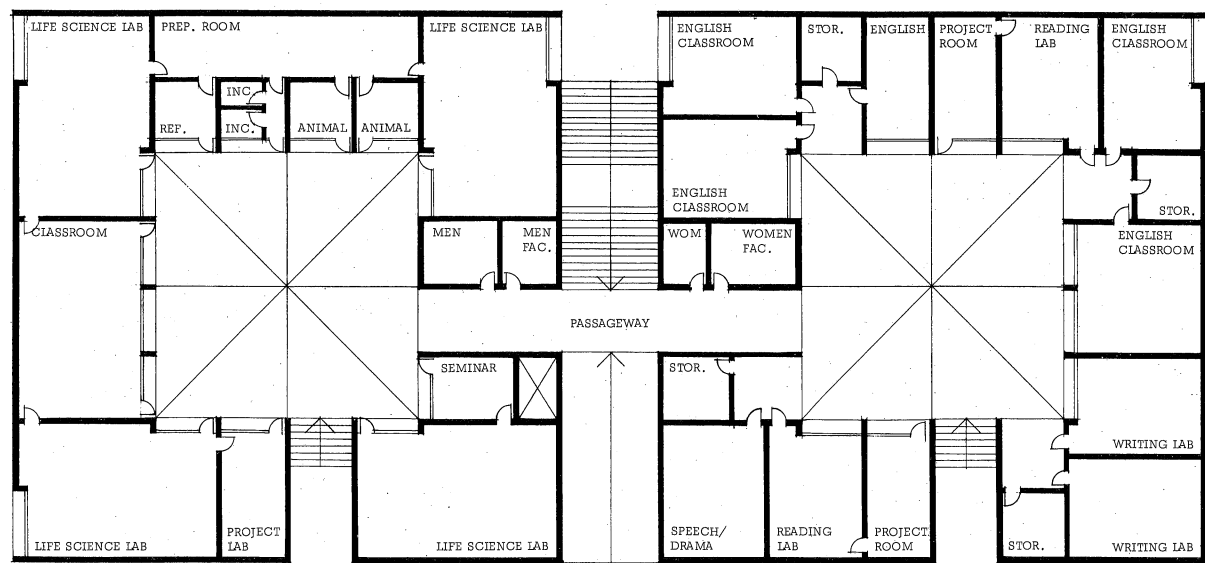 LIFE SCIENCE LAB
PREP. ROOM
LIFE SCIENCE LAB
ENGLISH
CLASSROOM
STOR.
ENGLISH
PROJECT
ROOM
READING
LAB
ENGLISH
CLASSROOM
INC.
REF.
INC.
ANIMAL
ANIMAL
ENGLISH
CLASSROOM
STOR.
CLASSROOM
MEN
MEN
FAC.
WOM
WOMEN
FAC.
ENGLISH
CLASSROOM
PASSAGEWAY
SEMINAR
STOR.
WRITING LAB
LIFE SCIENCE LAB
PROJECT
LAB
LIFE SCIENCE LAB
SPEECH/
DRAMA
READING
LAB
PROJECT
ROOM
STOR.
WRITING LAB